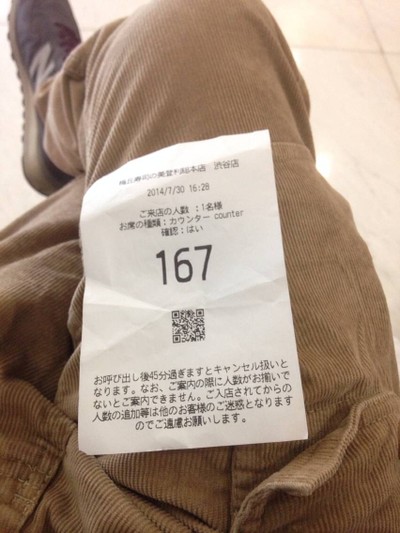 梅丘寿司の美登利総本店 渋谷店
2014/7/30 16:28
ご来店の人数 : 1名様
お席の種類 : カウンター counter
確認 : はい
167
お呼び出し後45分過ぎますとキャンセル扱いと
なります。なお、ご案内の際に人数がお揃いで
ないとご案内できません。ご入店されてからの
人数の追加等は他のお客様のご迷惑となります
のでご遠慮お願いします。